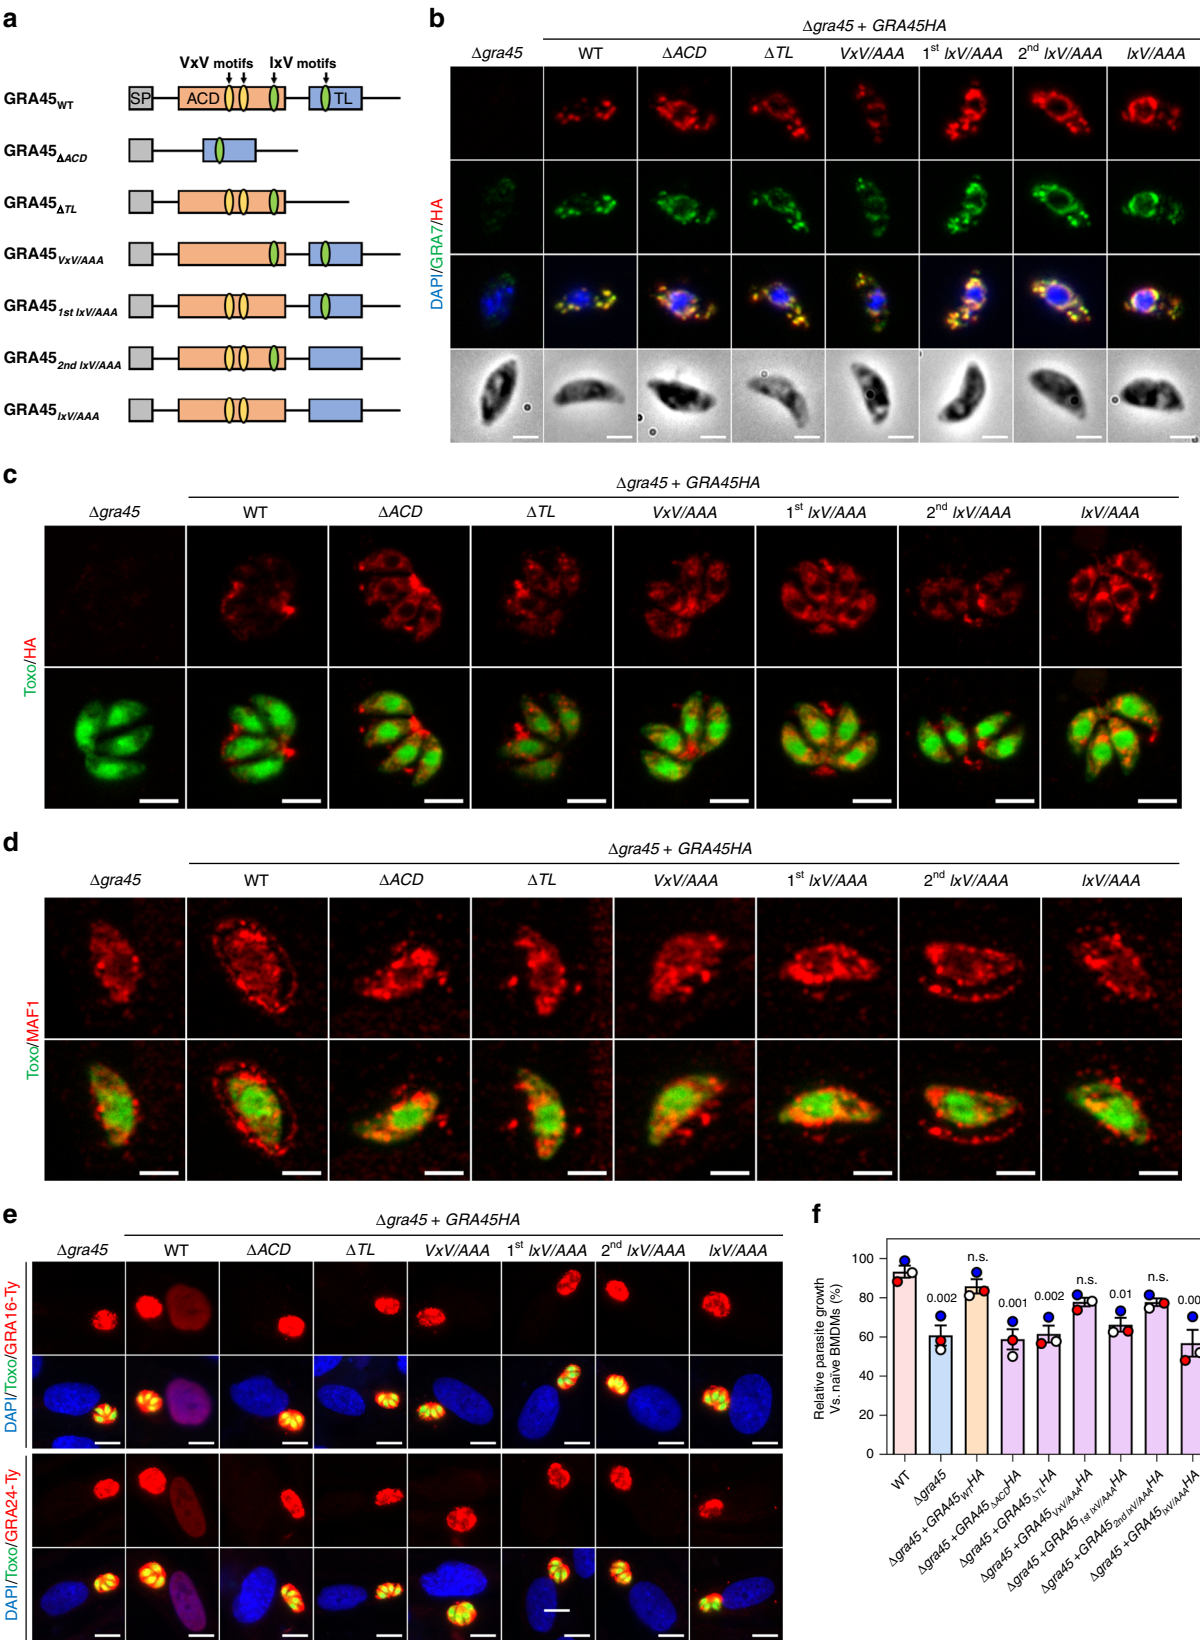 a
VxV motifs
IxV motifs
GRA45WT
SP
ACD
TL
GRA45ΔACD
GRA45ΔTL
GRA45VxV/AAA
GRA451st IxV/AAA
GRA452nd IxV/AAA
GRA45IxV/AAA
b
Δgra45 + GRA45HA
Δgra45 WT ΔACD ΔTL VxV/AAA 1st IxV/AAA 2nd IxV/AAA IxV/AAA
DAPI/GRA7/HA
c
Δgra45 + GRA45HA
Δgra45 WT ΔACD ΔTL VxV/AAA 1st IxV/AAA 2nd IxV/AAA IxV/AAA
Toxo/HA
d
Δgra45 + GRA45HA
Δgra45 WT ΔACD ΔTL VxV/AAA 1st IxV/AAA 2nd IxV/AAA IxV/AAA
Toxo/MAF1
e
Δgra45 + GRA45HA
Δgra45 WT ΔACD ΔTL VxV/AAA 1st IxV/AAA 2nd IxV/AAA IxV/AAA
DAPI/Toxo/GRA16-Ty
DAPI/Toxo/GRA24-Ty
f
Relative parasite growth
Vs. naïve BMDMs (%)
100
80
60
40
20
0
0.002
n.s.
0.001
0.002
n.s.
0.01
n.s.
0.00
WT
Δgra45
Δgra45 +GRA45WTHA
Δgra45 +GRA45ΔACDHA
Δgra45 +GRA45ΔTLHA
Δgra45 +GRA45VxV/AAAHA
Δgra45 +GRA451st IxV/AAAHA
Δgra45 +GRA452nd IxV/AAAHA
Δgra45 +GRA45IxV/AAAHA